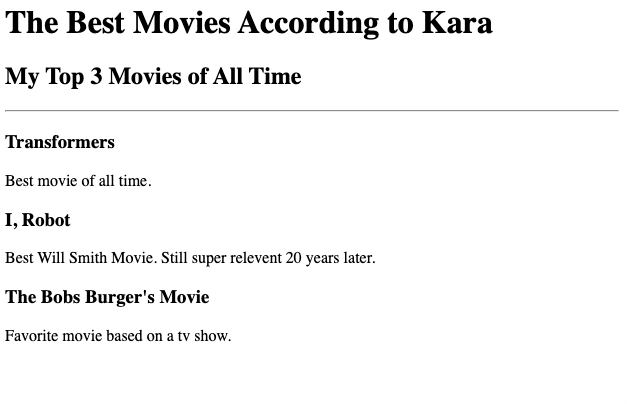 The Best Movies According to Kara
My Top 3 Movies of All Time
Transformers
Best movie of all time.
I, Robot
Best Will Smith Movie. Still super relevent 20 years later.
The Bobs Burger's Movie
Favorite movie based on a tv show.